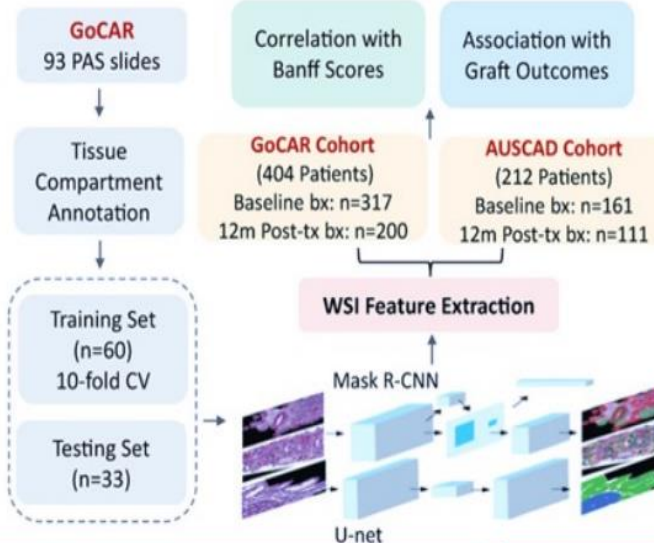 GoCAR
93 PAS slides
Tissue
Compartment
Annotation
Training Set
(n=60)
10-fold CV
Testing Set
(n=33)
Correlation with
Banff Scores
Association with
Graft Outcomes
GoCAR Cohort
(404 Patients)
Baseline bx: n=317
12m Post-tx bx: n=200
AUSCAD Cohort
(212 Patients)
Baseline bx: n=161
12m Post-tx bx: n=111
WSI Feature Extraction
Mask R-CNN
U-net